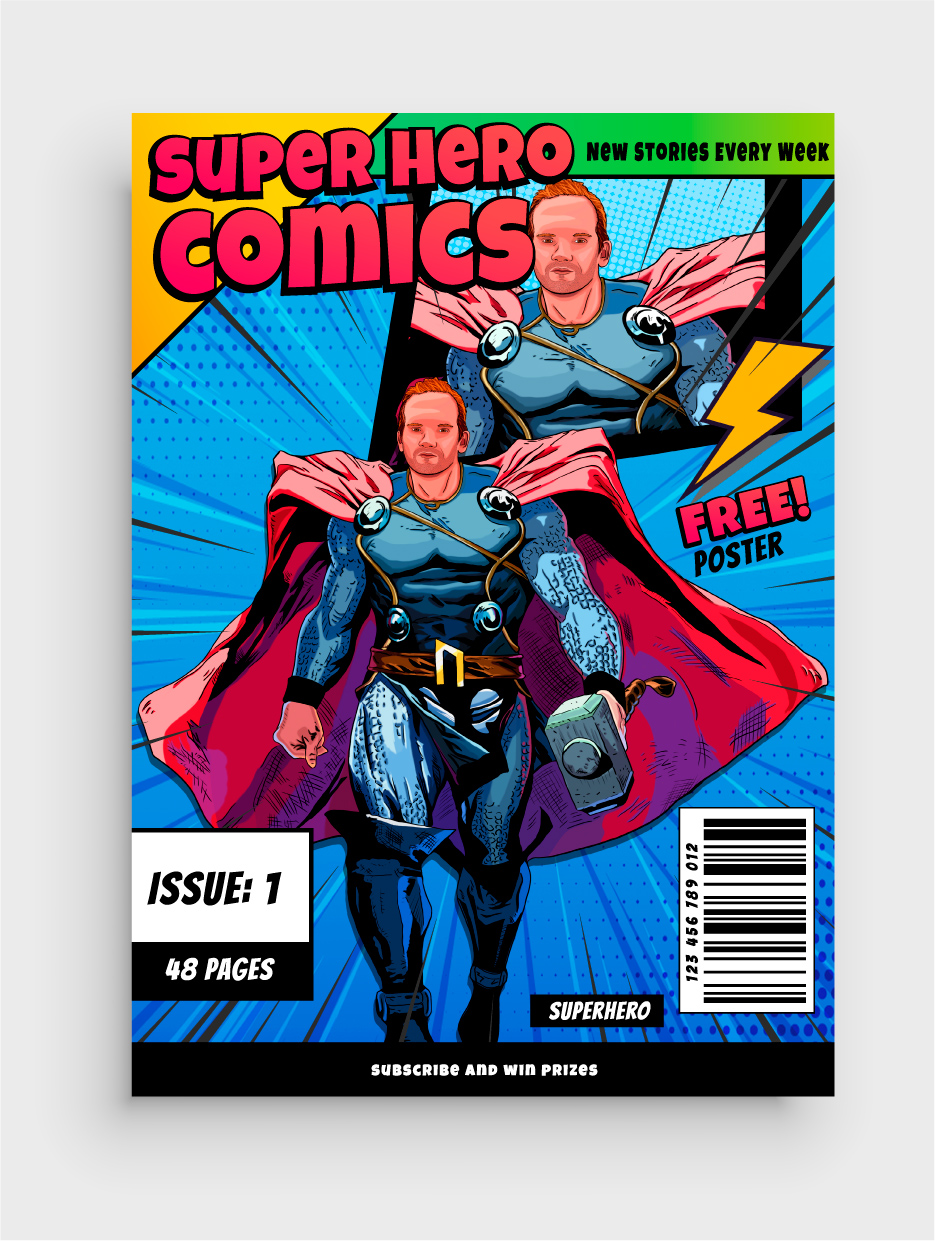 SUPER HERO
COMICS
NEW STORIES EVERY WEEK
FREE!
POSTER
ISSUE: 1
48 PAGES
123 456 789 012
SUPERHERO
SUBSCRIBE AND WIN PRIZES